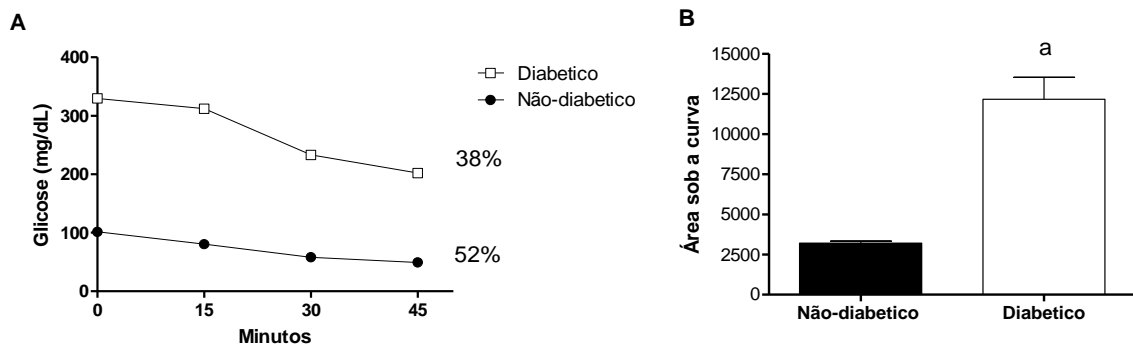 A
Glicose (mg/dL)
400
300
200
100
0
0 15 30 45
Minutos
Diabetico
Não-diabetico
38%
52%
B
Área sob a curva
15000
12500
10000
7500
5000
2500
0
a
Não-diabetico Diabetico